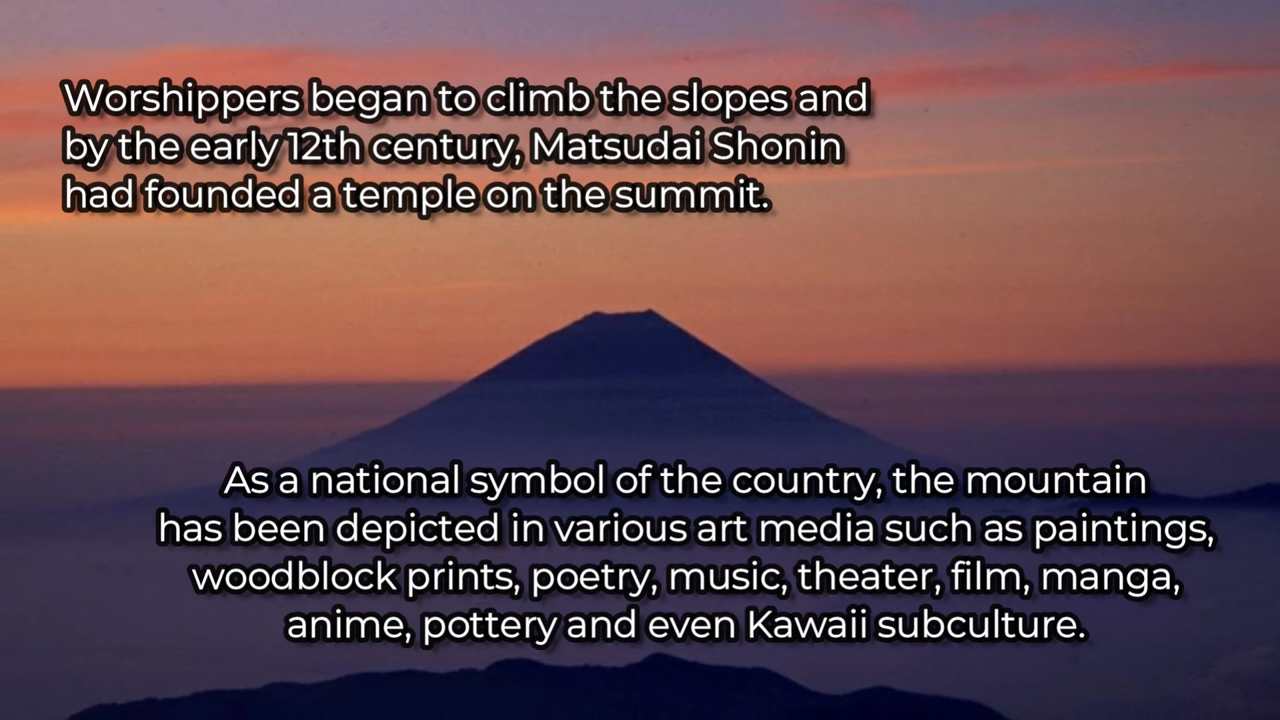 Worshippers began to climb the slopes and
by the early 12th century, Matsudai Shonin
had founded a temple on the summit.
As a national symbol of the country, the mountain
has been depicted in various art media such as paintings,
woodblock prints, poetry, music, theater, film, manga,
anime, pottery and even Kawaii subculture.